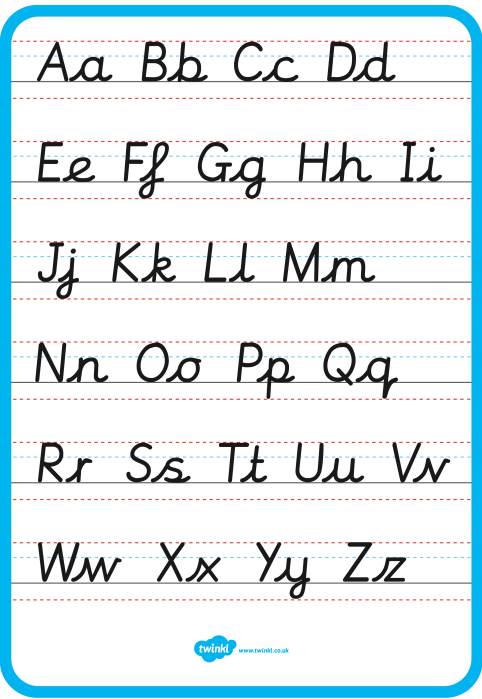 Aa Bb Cc Dd
Ee Ff Gg Hh Ii
Jj Kk Ll Mm
Nn Oo Pp Qq
Rr Ss Tt Uu Vv
Ww Xx Yy Zz
twinkl www.twinkl.co.uk